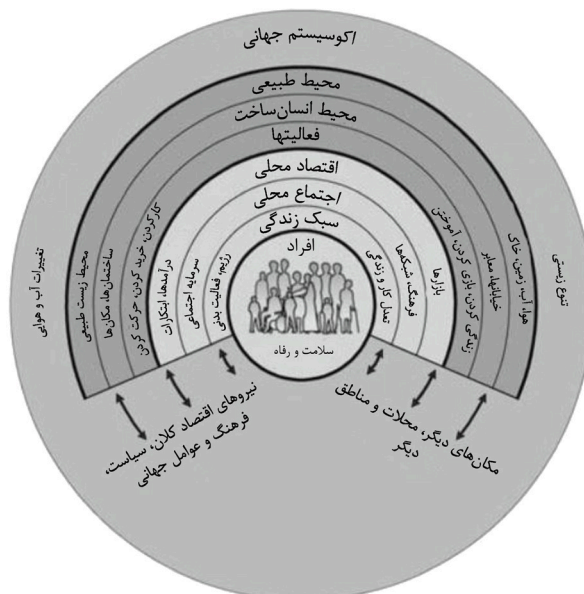 اکوسیستم جهانی
محیط طبیعی
محیط انسان‌ساخت
فعالیتها
اقتصاد محلی
اجتماع محلی
سبک زندگی
افراد
سلامت و رفاه
تنوع زیستی
هوا، آب، زمین، خاک
خیابانها، معابر
زندگی کردن، بازی کردن، آموختن
بازارها
فرهنگ، شبکه‌ها
تعدل کار و زندگی
رژیم، فعالیت بدنی
سرمایه اجتماعی
درآمدها، ابتکارات
کارکردن، خرید کردن، حرکت کردن
ساختمان‌ها، مکان‌ها
محیط زیست طبیعی
تغییرات آب و هوایی
مکان‌های دیگر، محلات و مناطق
دیگر
نیروهای اقتصاد کلان، سیاست،
فرهنگ و عوامل جهانی